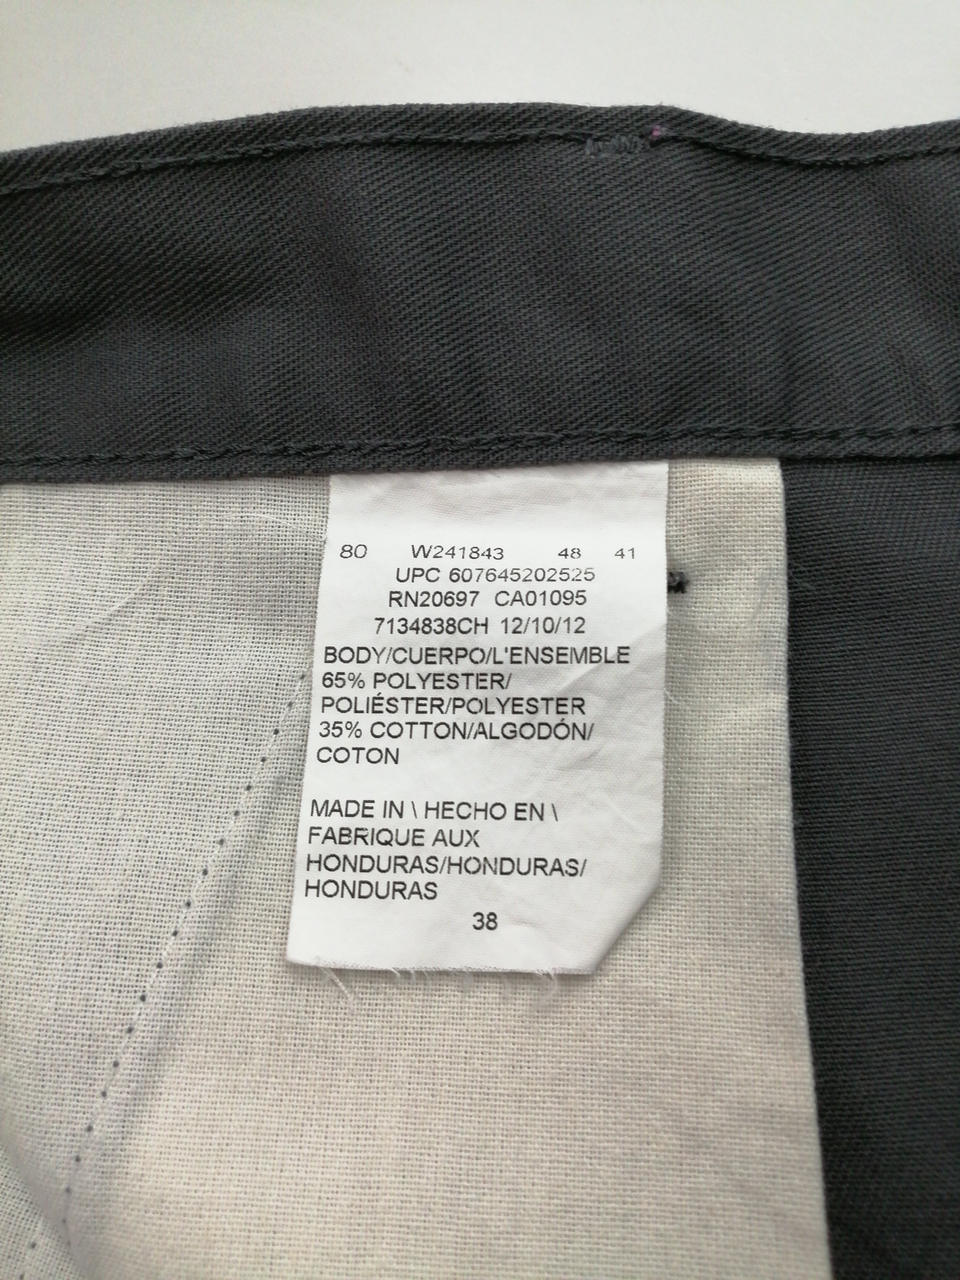 80 W241843 48 41
UPC 607645202525
RN20697 CA01095
7134838CH 12/10/12
BODY/CUERPO/L'ENSEMBLE
65% POLYESTER/
POLIÉSTER/POLYESTER
35% COTTON/ALGODÓN/
COTON
MADE IN \ HECHO EN \
FABRIQUE AUX
HONDURAS/HONDURAS/
HONDURAS
38